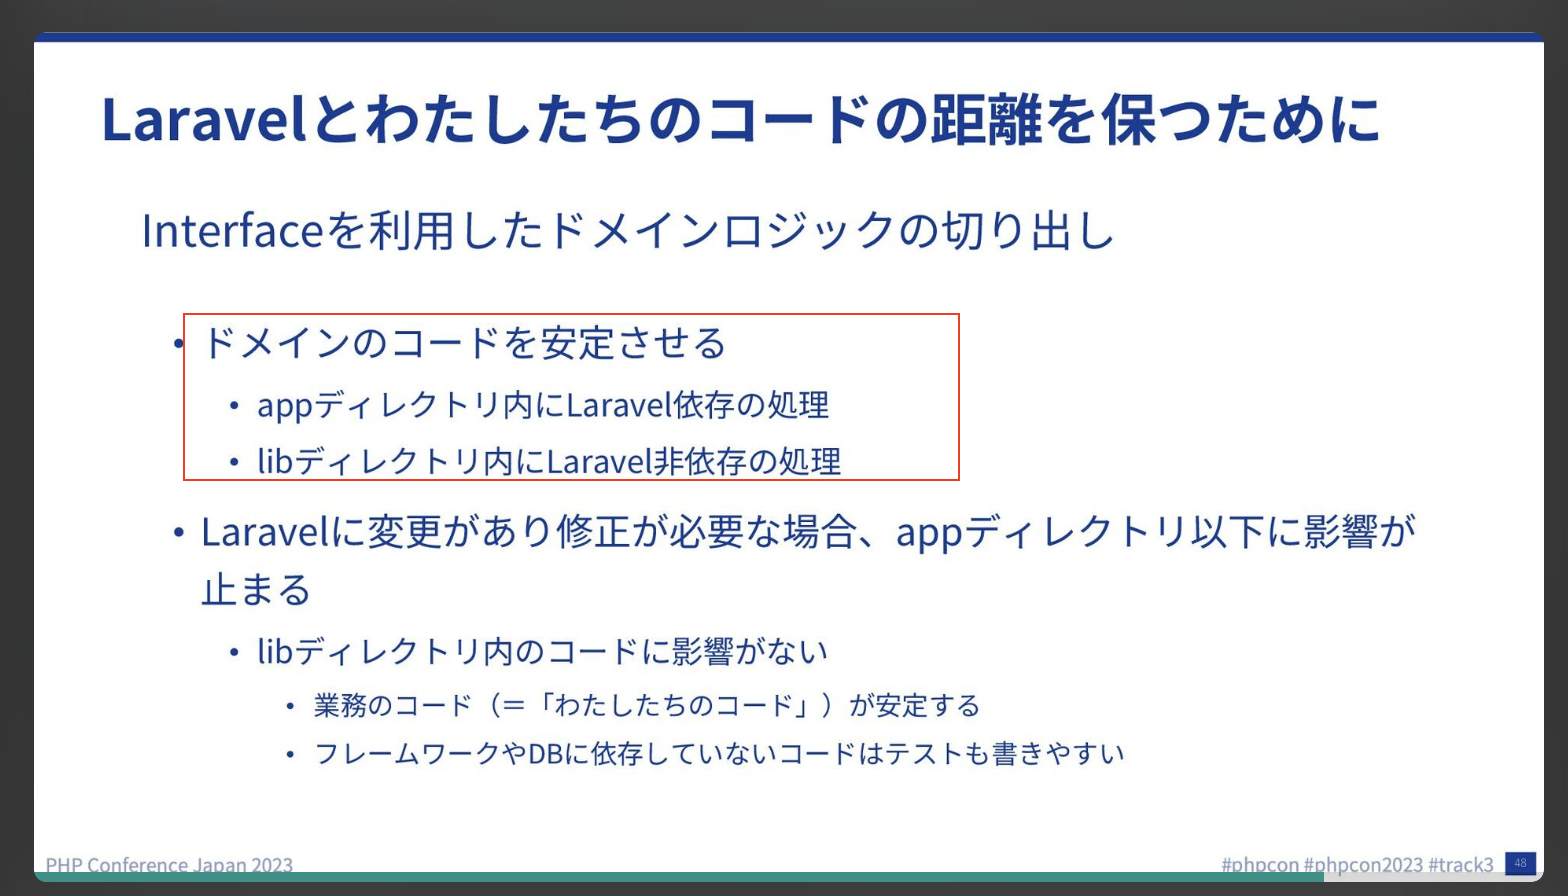 Laravelとわたしたちのコードの距離を保つために
Interfaceを利用したドメインロジックの切り出し
• ドメインのコードを安定させる
• appディレクトリ内にLaravel依存の処理
• libディレクトリ内にLaravel非依存の処理
• Laravelに変更があり修正が必要な場合、appディレクトリ以下に影響が
止まる
• libディレクトリ内のコードに影響がない
• 業務のコード（＝「わたしたちのコード」）が安定する
• フレームワークやDBに依存していないコードはテストも書きやすい
PHP Conference Japan 2023
#phpcon #phpcon2023 #track3 48